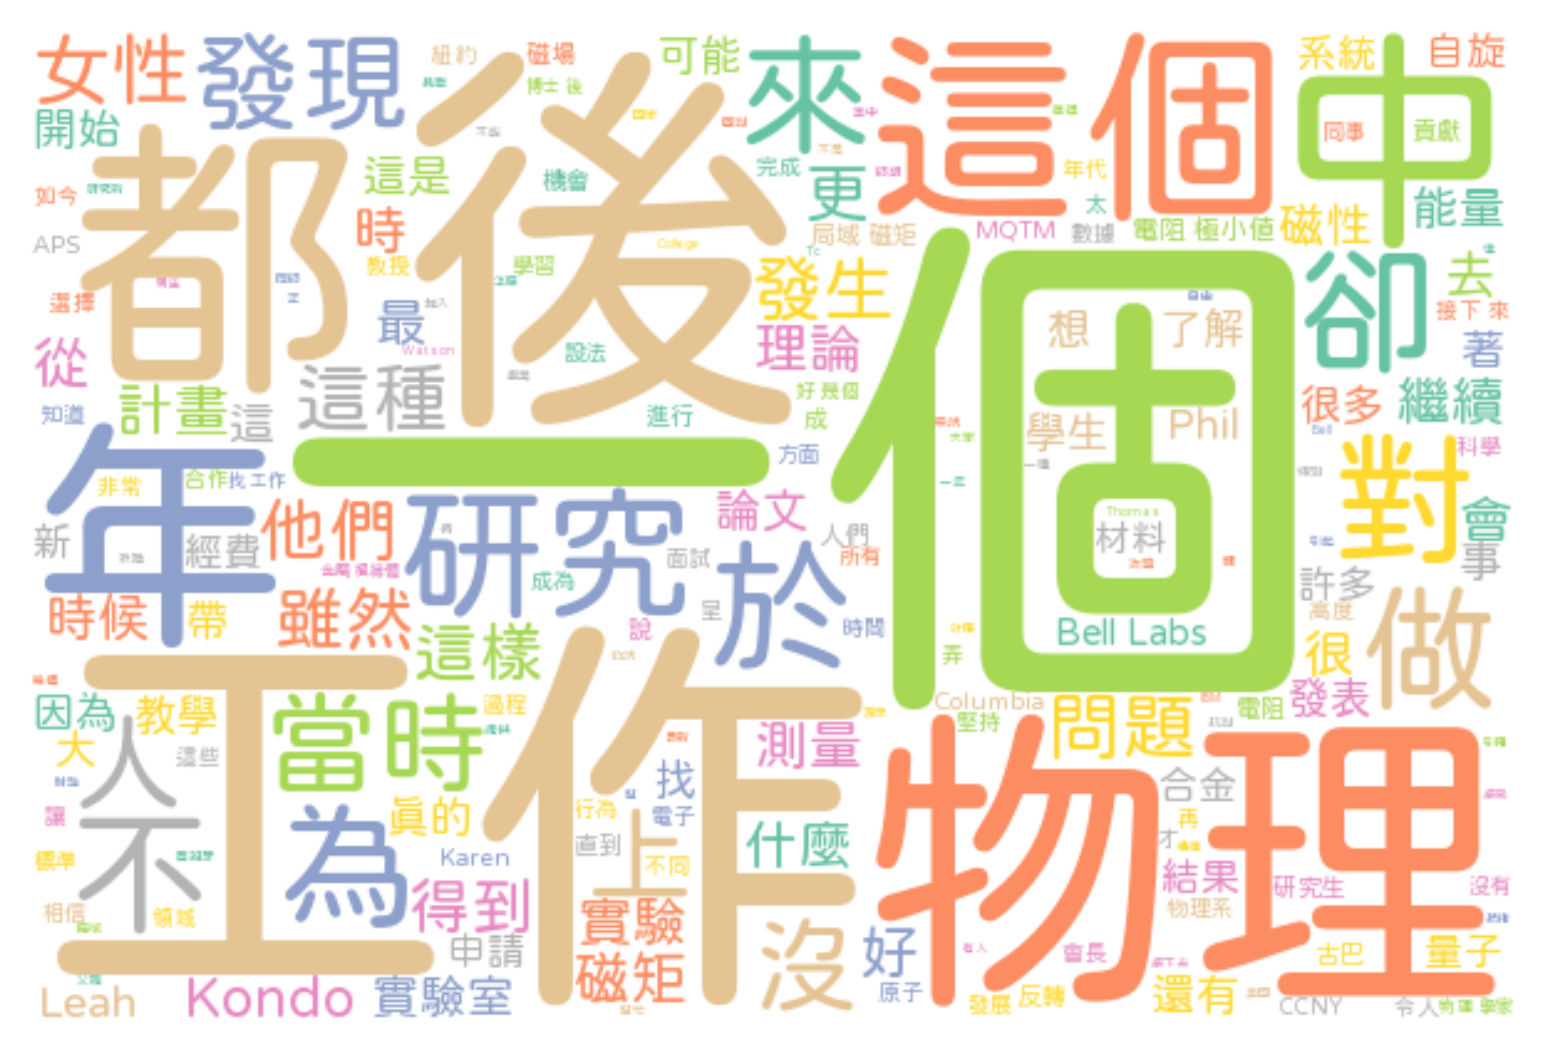 女性
發現
紐約
磁場
可能
來
這個
中
系統
自旋
開始
博士 後
同事
貢獻
都
後
這是
機會
完成
更
年代
如今
太
能量
APS
時
局域 磁矩
MQTM
數據
電阻 極小值
磁性
教授
學習
College
發生
卻
去
選擇
最
個
想
了解
接下 來
從
Watson
設法
理論
著
計畫
這
這種
好 幾個
很多
繼續
知道
進行
成
學生
Phil
年
一
方面
對
科學
非常
合作
找 工作
論文
Thomas
新
經費
他們
研究
於
人們
材料
會
事
面試
所有
成為
許多
時候
帶
雖然
這樣
說
呈
時間
Bell Labs
高度
很
做
弄
工作
因為
教學
當時
過程
Columbia
堅持
問題
電阻
發表
大
人
這些
測量
物理
找
合金
讓
不
為
真的
電子
行為
上
什麼
再
才
直到
Karen
不同
標準
得到
結果
研究生
沒有
相信
領域
實驗
沒
好
物理系
申請
會長
古巴
量子
磁矩
Leah
Kondo
實驗室
原子
發展
反轉
還有
CCNY
令人
物理 學家